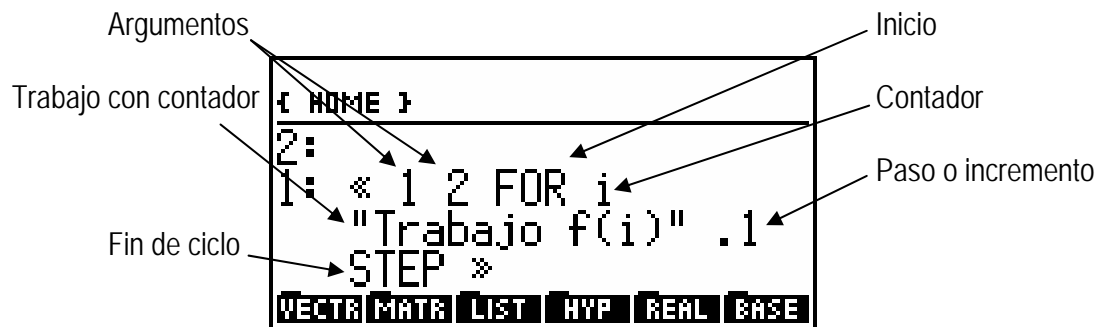 Argumentos
Inicio
Trabajo con contador
{ HOME }
Contador
2:
1: « 1 2 FOR i
Paso o incremento
"Trabajo f(i)" .1
Fin de ciclo
STEP »
VECTR MATR LIST HYP REAL BASE